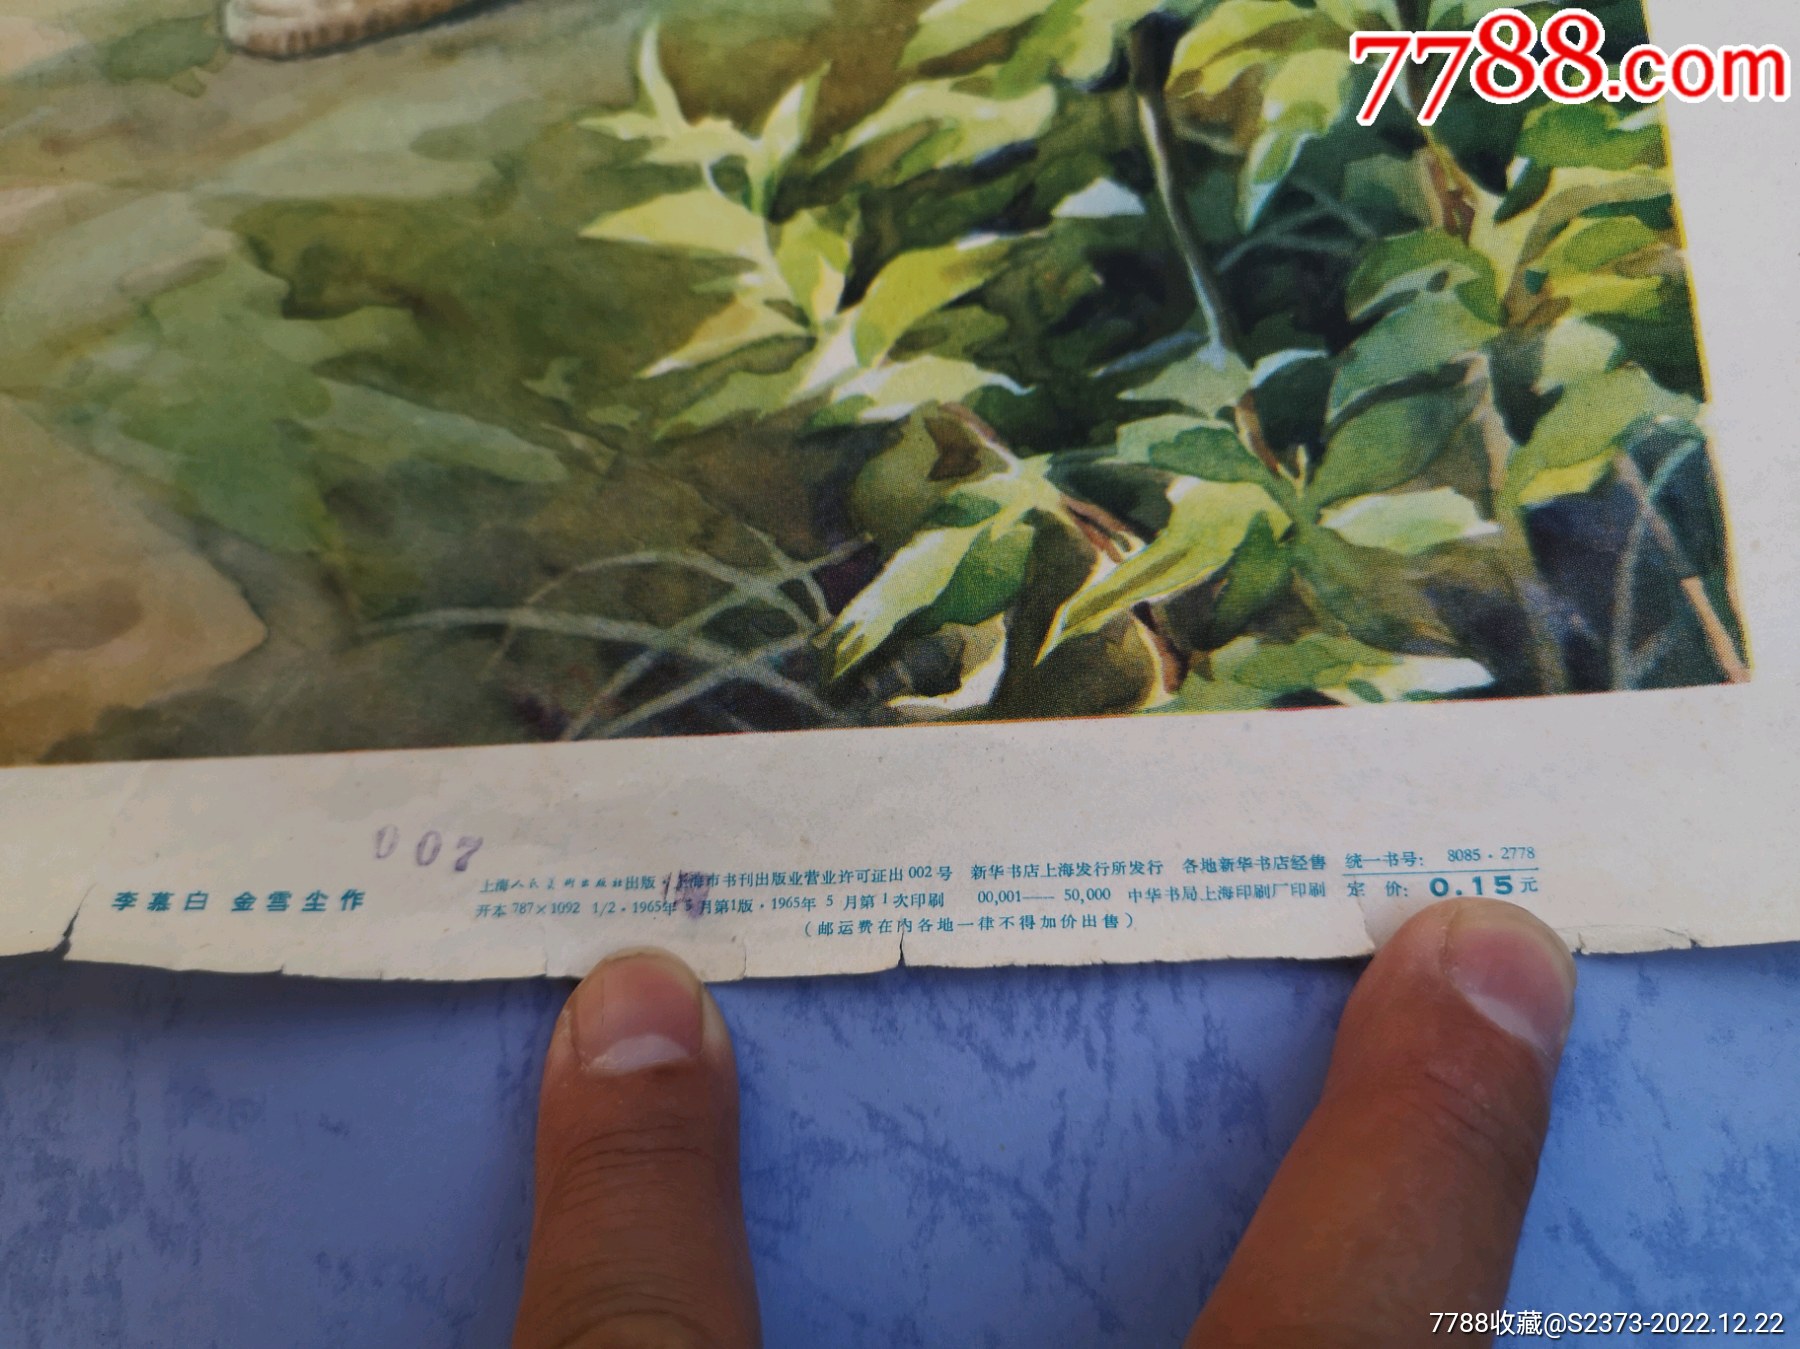 7788.com
007
李慕白 金雪尘作
上海人民美术出版社出版·上海市书刊出版业营业许可证出002号 新华书店上海发行所发行 各地新华书店经售 统一书号: 8085·2778
开本 787×1092 1/2·1965年 5 月第1版·1965年 5 月第1次印刷 00,001—— 50,000 中华书局上海印刷厂印刷 定 价: 0.15元
(邮运费在内各地一律不得加价出售)
7788收藏@S2373-2022.12.22